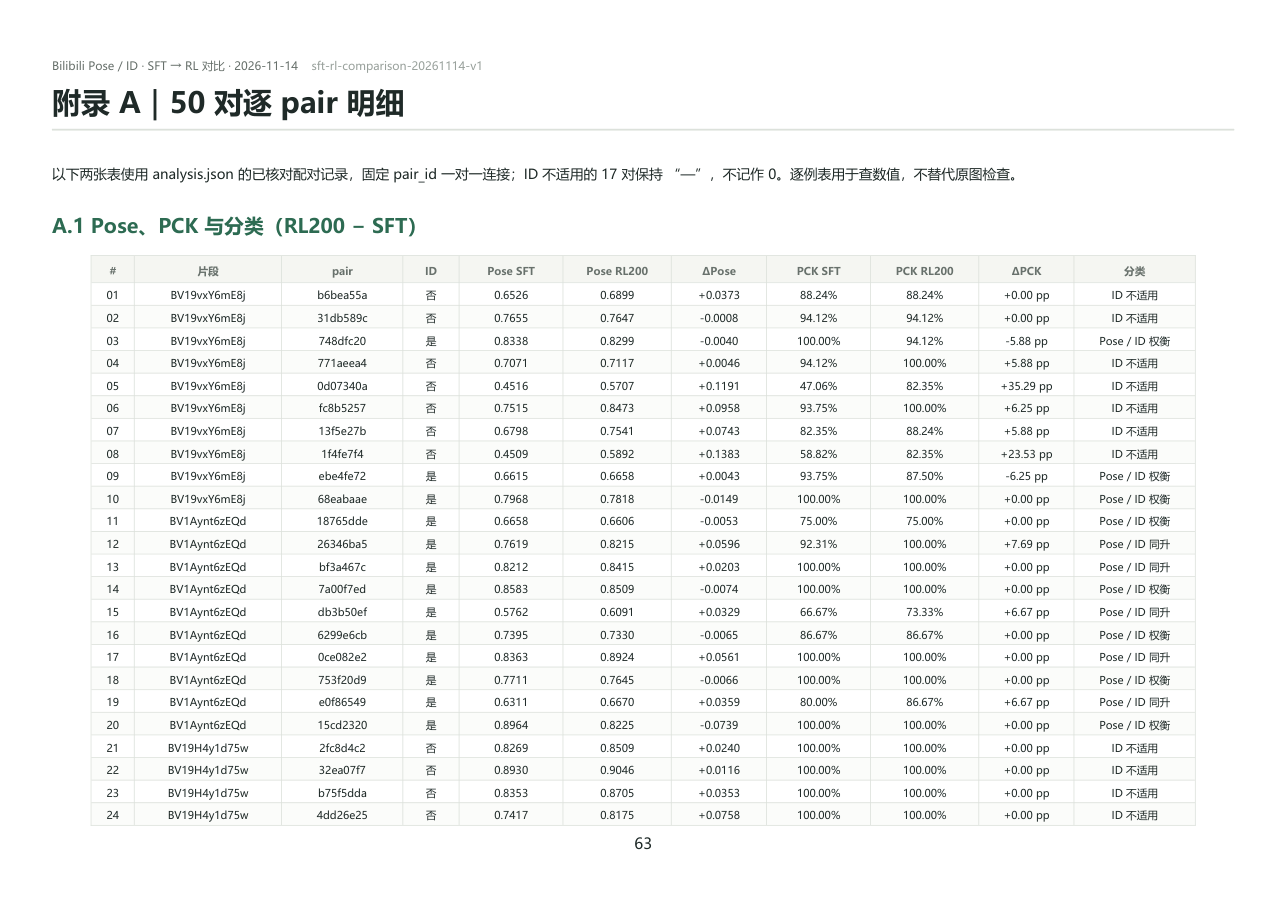 Bilibili Pose / ID · SFT → RL 对比 · 2026-11-14 sft-rl-comparison-20261114-v1
附录 A｜50 对逐 pair 明细
以下两张表使用 analysis.json 的已核对配对记录，固定 pair_id 一对一连接；ID 不适用的 17 对保持 “—”，不记作 0。逐例表用于查数值，不替代原图检查。
A.1 Pose、PCK 与分类（RL200 − SFT）
# 片段 pair ID Pose SFT Pose RL200 ΔPose PCK SFT PCK RL200 ΔPCK 分类
01 BV19vxY6mE8j b6bea55a 否 0.6526 0.6899 +0.0373 88.24% 88.24% +0.00 pp ID 不适用
02 BV19vxY6mE8j 31db589c 否 0.7655 0.7647 -0.0008 94.12% 94.12% +0.00 pp ID 不适用
03 BV19vxY6mE8j 748dfc20 是 0.8338 0.8299 -0.0040 100.00% 94.12% -5.88 pp Pose / ID 权衡
04 BV19vxY6mE8j 771aeea4 否 0.7071 0.7117 +0.0046 94.12% 100.00% +5.88 pp ID 不适用
05 BV19vxY6mE8j 0d07340a 否 0.4516 0.5707 +0.1191 47.06% 82.35% +35.29 pp ID 不适用
06 BV19vxY6mE8j fc8b5257 否 0.7515 0.8473 +0.0958 93.75% 100.00% +6.25 pp ID 不适用
07 BV19vxY6mE8j 13f5e27b 否 0.6798 0.7541 +0.0743 82.35% 88.24% +5.88 pp ID 不适用
08 BV19vxY6mE8j 1f4fe7f4 否 0.4509 0.5892 +0.1383 58.82% 82.35% +23.53 pp ID 不适用
09 BV19vxY6mE8j ebe4fe72 是 0.6615 0.6658 +0.0043 93.75% 87.50% -6.25 pp Pose / ID 权衡
10 BV19vxY6mE8j 68eabaae 是 0.7968 0.7818 -0.0149 100.00% 100.00% +0.00 pp Pose / ID 权衡
11 BV1Aynt6zEQd 18765dde 是 0.6658 0.6606 -0.0053 75.00% 75.00% +0.00 pp Pose / ID 权衡
12 BV1Aynt6zEQd 26346ba5 是 0.7619 0.8215 +0.0596 92.31% 100.00% +7.69 pp Pose / ID 同升
13 BV1Aynt6zEQd bf3a467c 是 0.8212 0.8415 +0.0203 100.00% 100.00% +0.00 pp Pose / ID 同升
14 BV1Aynt6zEQd 7a00f7ed 是 0.8583 0.8509 -0.0074 100.00% 100.00% +0.00 pp Pose / ID 权衡
15 BV1Aynt6zEQd db3b50ef 是 0.5762 0.6091 +0.0329 66.67% 73.33% +6.67 pp Pose / ID 同升
16 BV1Aynt6zEQd 6299e6cb 是 0.7395 0.7330 -0.0065 86.67% 86.67% +0.00 pp Pose / ID 权衡
17 BV1Aynt6zEQd 0ce082e2 是 0.8363 0.8924 +0.0561 100.00% 100.00% +0.00 pp Pose / ID 同升
18 BV1Aynt6zEQd 753f20d9 是 0.7711 0.7645 -0.0066 100.00% 100.00% +0.00 pp Pose / ID 权衡
19 BV1Aynt6zEQd e0f86549 是 0.6311 0.6670 +0.0359 80.00% 86.67% +6.67 pp Pose / ID 同升
20 BV1Aynt6zEQd 15cd2320 是 0.8964 0.8225 -0.0739 100.00% 100.00% +0.00 pp Pose / ID 权衡
21 BV19H4y1d75w 2fc8d4c2 否 0.8269 0.8509 +0.0240 100.00% 100.00% +0.00 pp ID 不适用
22 BV19H4y1d75w 32ea07f7 否 0.8930 0.9046 +0.0116 100.00% 100.00% +0.00 pp ID 不适用
23 BV19H4y1d75w b75f5dda 否 0.8353 0.8705 +0.0353 100.00% 100.00% +0.00 pp ID 不适用
24 BV19H4y1d75w 4dd26e25 否 0.7417 0.8175 +0.0758 100.00% 100.00% +0.00 pp ID 不适用
63